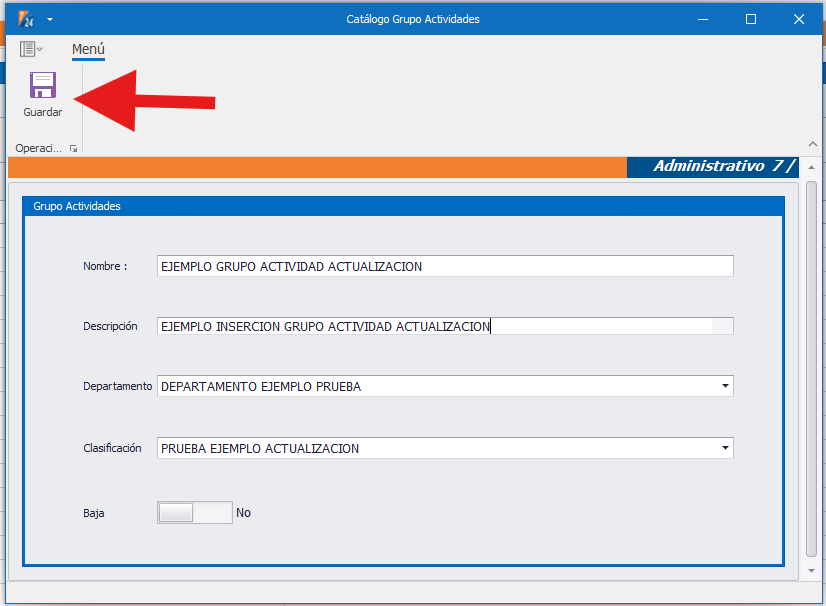 24
Catálogo Grupo Actividades
Menú
Guardar
Operaci...
Administrativo 7 /
Grupo Actividades
Nombre : EJEMPLO GRUPO ACTIVIDAD ACTUALIZACION
Descripción EJEMPLO INSERCION GRUPO ACTIVIDAD ACTUALIZACION
Departamento DEPARTAMENTO EJEMPLO PRUEBA
Clasificación PRUEBA EJEMPLO ACTUALIZACION
Baja No